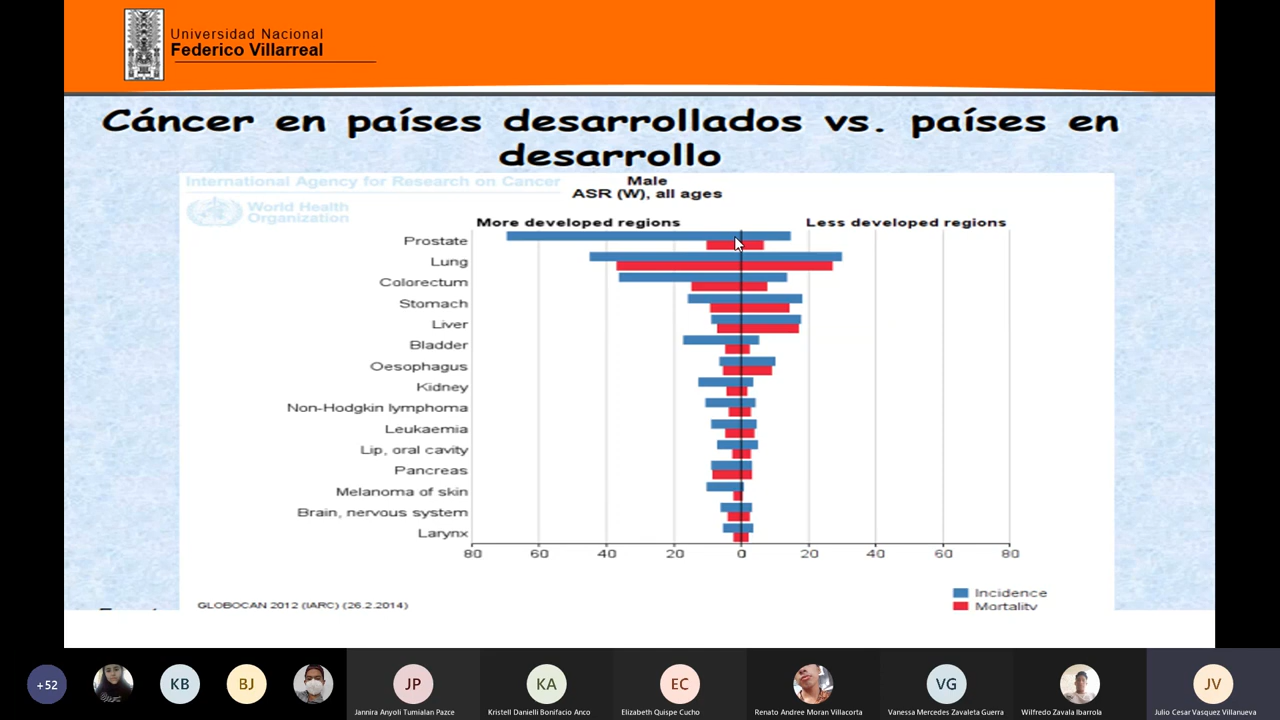 Universidad Nacional
Federico Villarreal
Cáncer en países desarrollados vs. países en
desarrollo
International Agency for Research on Cancer
World Health
Organization
Male
ASR (W), all ages
More developed regions
Less developed regions
Prostate
Lung
Colorectum
Stomach
Liver
Bladder
Oesophagus
Kidney
Non-Hodgkin lymphoma
Leukaemia
Lip, oral cavity
Pancreas
Melanoma of skin
Brain, nervous system
Larynx
80 60 40 20 0 20 40 60 80
Incidence
Mortality
GLOBOCAN 2012 (IARC) (26.2.2014)
+52
KB
BJ
JP
KA
EC
VG
JV
Jannira Anyoli Tumialan Pazce
Kristell Danielli Bonifacio Anco
Elizabeth Quispe Cucho
Renato Andree Moran Villacorta
Vanessa Mercedes Zavaleta Guerra
Wilfredo Zavala Ibarrola
Julio Cesar Vasquez Villanueva